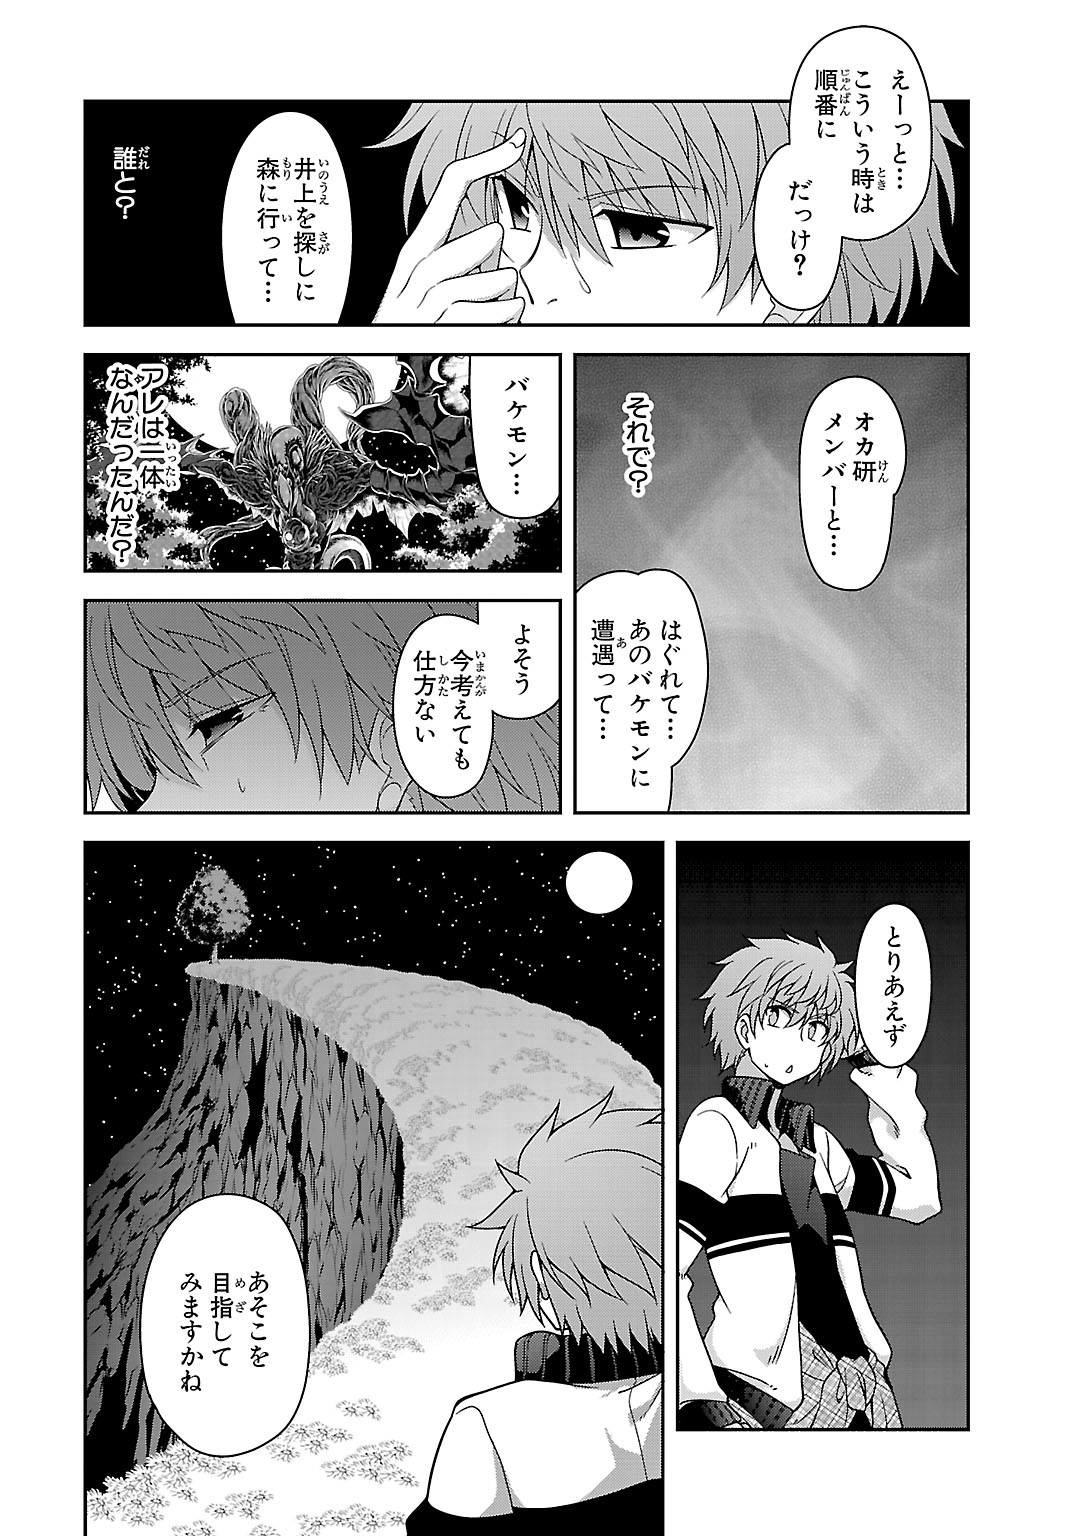 えーっと…
こういう時は
順番に
だっけ?
井上を探しに
森に行って…
誰と?
オカ研
メンバーと…
それで?
はぐれて…
あのバケモンに
遭遇って…
バケモン…
アレは一体
なんだったんだ?
よそう
今考えても
仕方ない
とりあえず
あそこを
目指して
みますかね